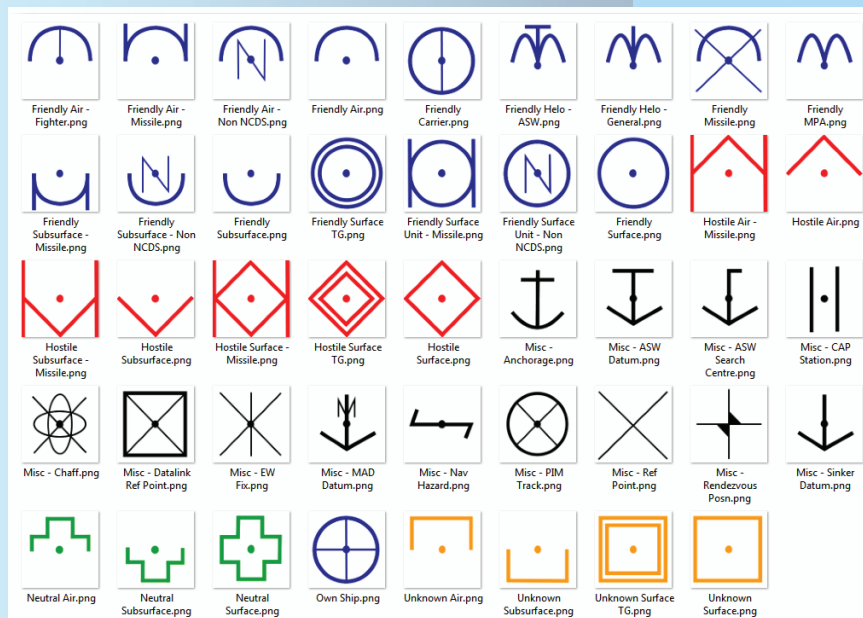 Friendly Air -
Fighter.png
Friendly Air -
Missile.png
Friendly Air -
Non NCDS.png
Friendly Air.png
Friendly
Carrier.png
Friendly Helo -
ASW.png
Friendly Helo -
General.png
Friendly
Missile.png
Friendly
MPA.png
Friendly
Subsurface -
Missile.png
Friendly
Subsurface - Non
NCDS.png
Friendly
Subsurface.png
Friendly Surface
TG.png
Friendly Surface
Unit - Missile.png
Friendly Surface
Unit - Non
NCDS.png
Friendly
Surface.png
Hostile Air -
Missile.png
Hostile Air.png
Hostile
Subsurface -
Missile.png
Hostile
Subsurface.png
Hostile Surface -
Missile.png
Hostile Surface
TG.png
Hostile
Surface.png
Misc -
Anchorage.png
Misc - ASW
Datum.png
Misc - ASW
Search
Centre.png
Misc - CAP
Station.png
Misc - Chaff.png
Misc - Datalink
Ref Point.png
Misc - EW
Fix.png
Misc - MAD
Datum.png
Misc - Nav
Hazard.png
Misc - PIM
Track.png
Misc - Ref
Point.png
Misc -
Rendezvous
Posn.png
Misc - Sinker
Datum.png
Neutral Air.png
Neutral
Subsurface.png
Neutral
Surface.png
Own Ship.png
Unknown Air.png
Unknown
Subsurface.png
Unknown Surface
TG.png
Unknown
Surface.png